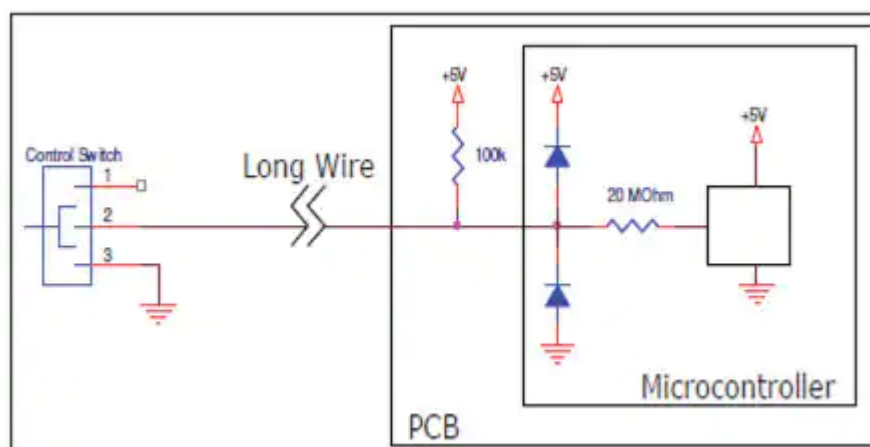 +5V
+5V
+5V
Control Switch
1
Long Wire
100k
2
20 MOhm
3
Microcontroller
PCB